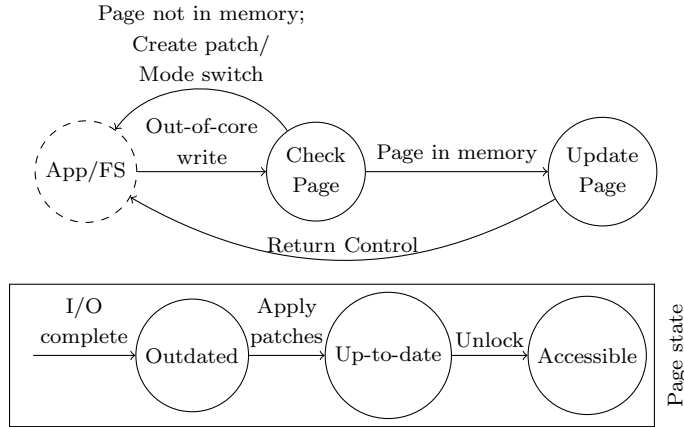 Page not in memory;
Create patch/
Mode switch
Out-of-core
write
App/FS
Check
Page
Page in memory
Update
Page
Return Control
I/O
complete
Outdated
Apply
patches
Up-to-date
Unlock
Accessible
Page state